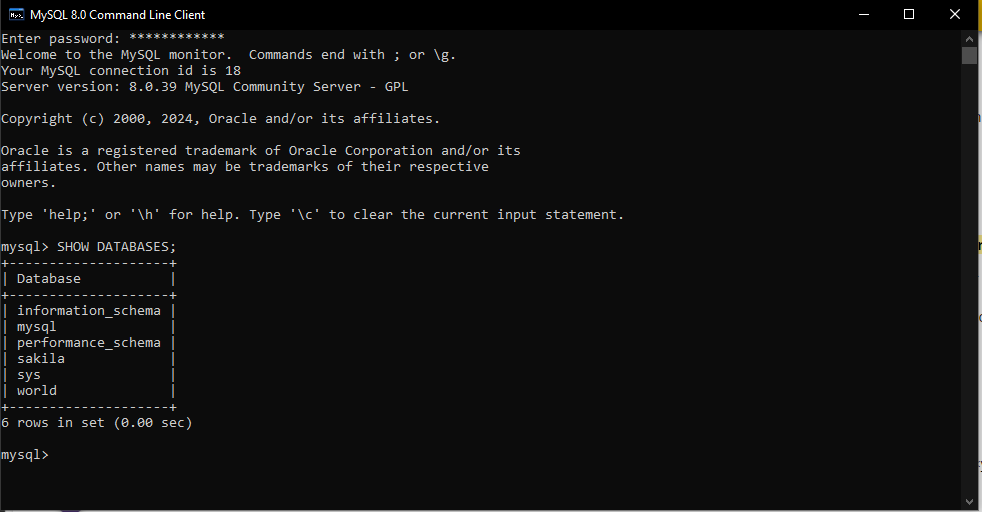 MySQL 8.0 Command Line Client
Enter password: ************
Welcome to the MySQL monitor.  Commands end with ; or \g.
Your MySQL connection id is 18
Server version: 8.0.39 MySQL Community Server - GPL
Copyright (c) 2000, 2024, Oracle and/or its affiliates.
Oracle is a registered trademark of Oracle Corporation and/or its
affiliates. Other names may be trademarks of their respective
owners.
Type 'help;' or '\h' for help. Type '\c' to clear the current input statement.
mysql> SHOW DATABASES;
+--------------------+
| Database           |
+--------------------+
| information_schema |
| mysql              |
| performance_schema |
| sakila             |
| sys                |
| world              |
+--------------------+
6 rows in set (0.00 sec)
mysql>